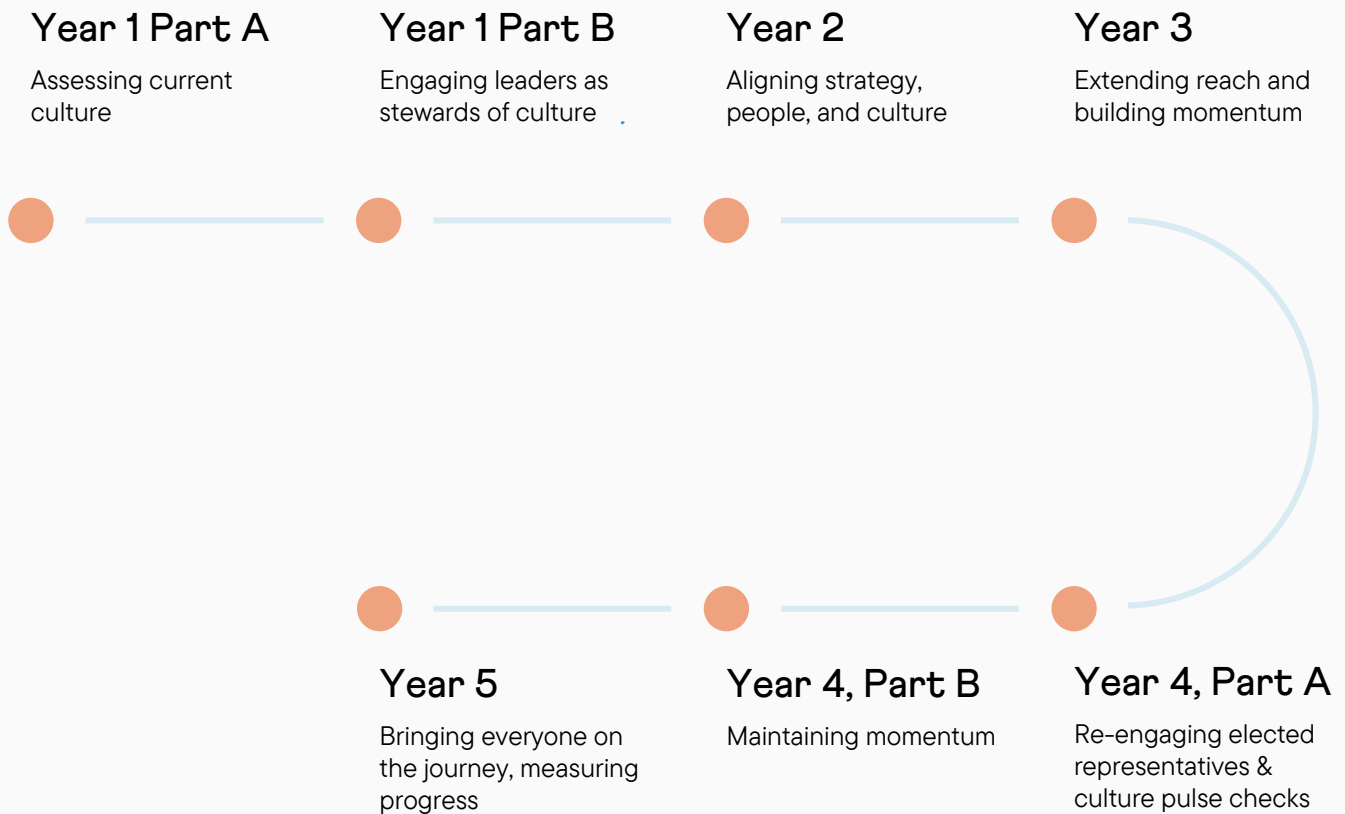 Year 1 Part A
Assessing current
culture
Year 1 Part B
Engaging leaders as
stewards of culture
Year 2
Aligning strategy,
people, and culture
Year 3
Extending reach and
building momentum
Year 4, Part A
Re-engaging elected
representatives &
culture pulse checks
Year 4, Part B
Maintaining momentum
Year 5
Bringing everyone on
the journey, measuring
progress